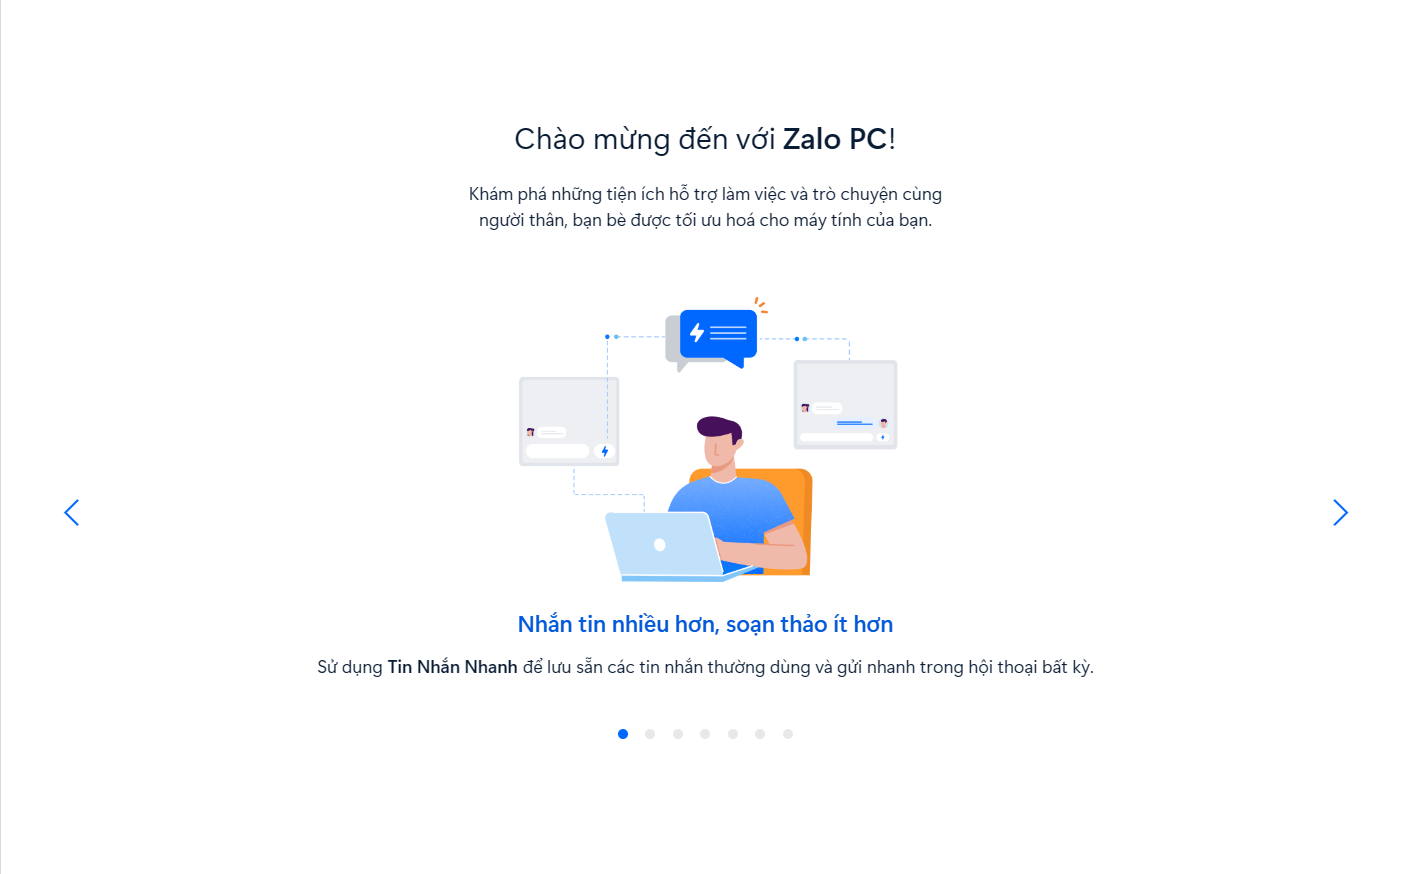 Chào mừng đến với Zalo PC!
Khám phá những tiện ích hỗ trợ làm việc và trò chuyện cùng
người thân, bạn bè được tối ưu hoá cho máy tính của bạn.
Nhắn tin nhiều hơn, soạn thảo ít hơn
Sử dụng Tin Nhắn Nhanh để lưu sẵn các tin nhắn thường dùng và gửi nhanh trong hội thoại bất kỳ.